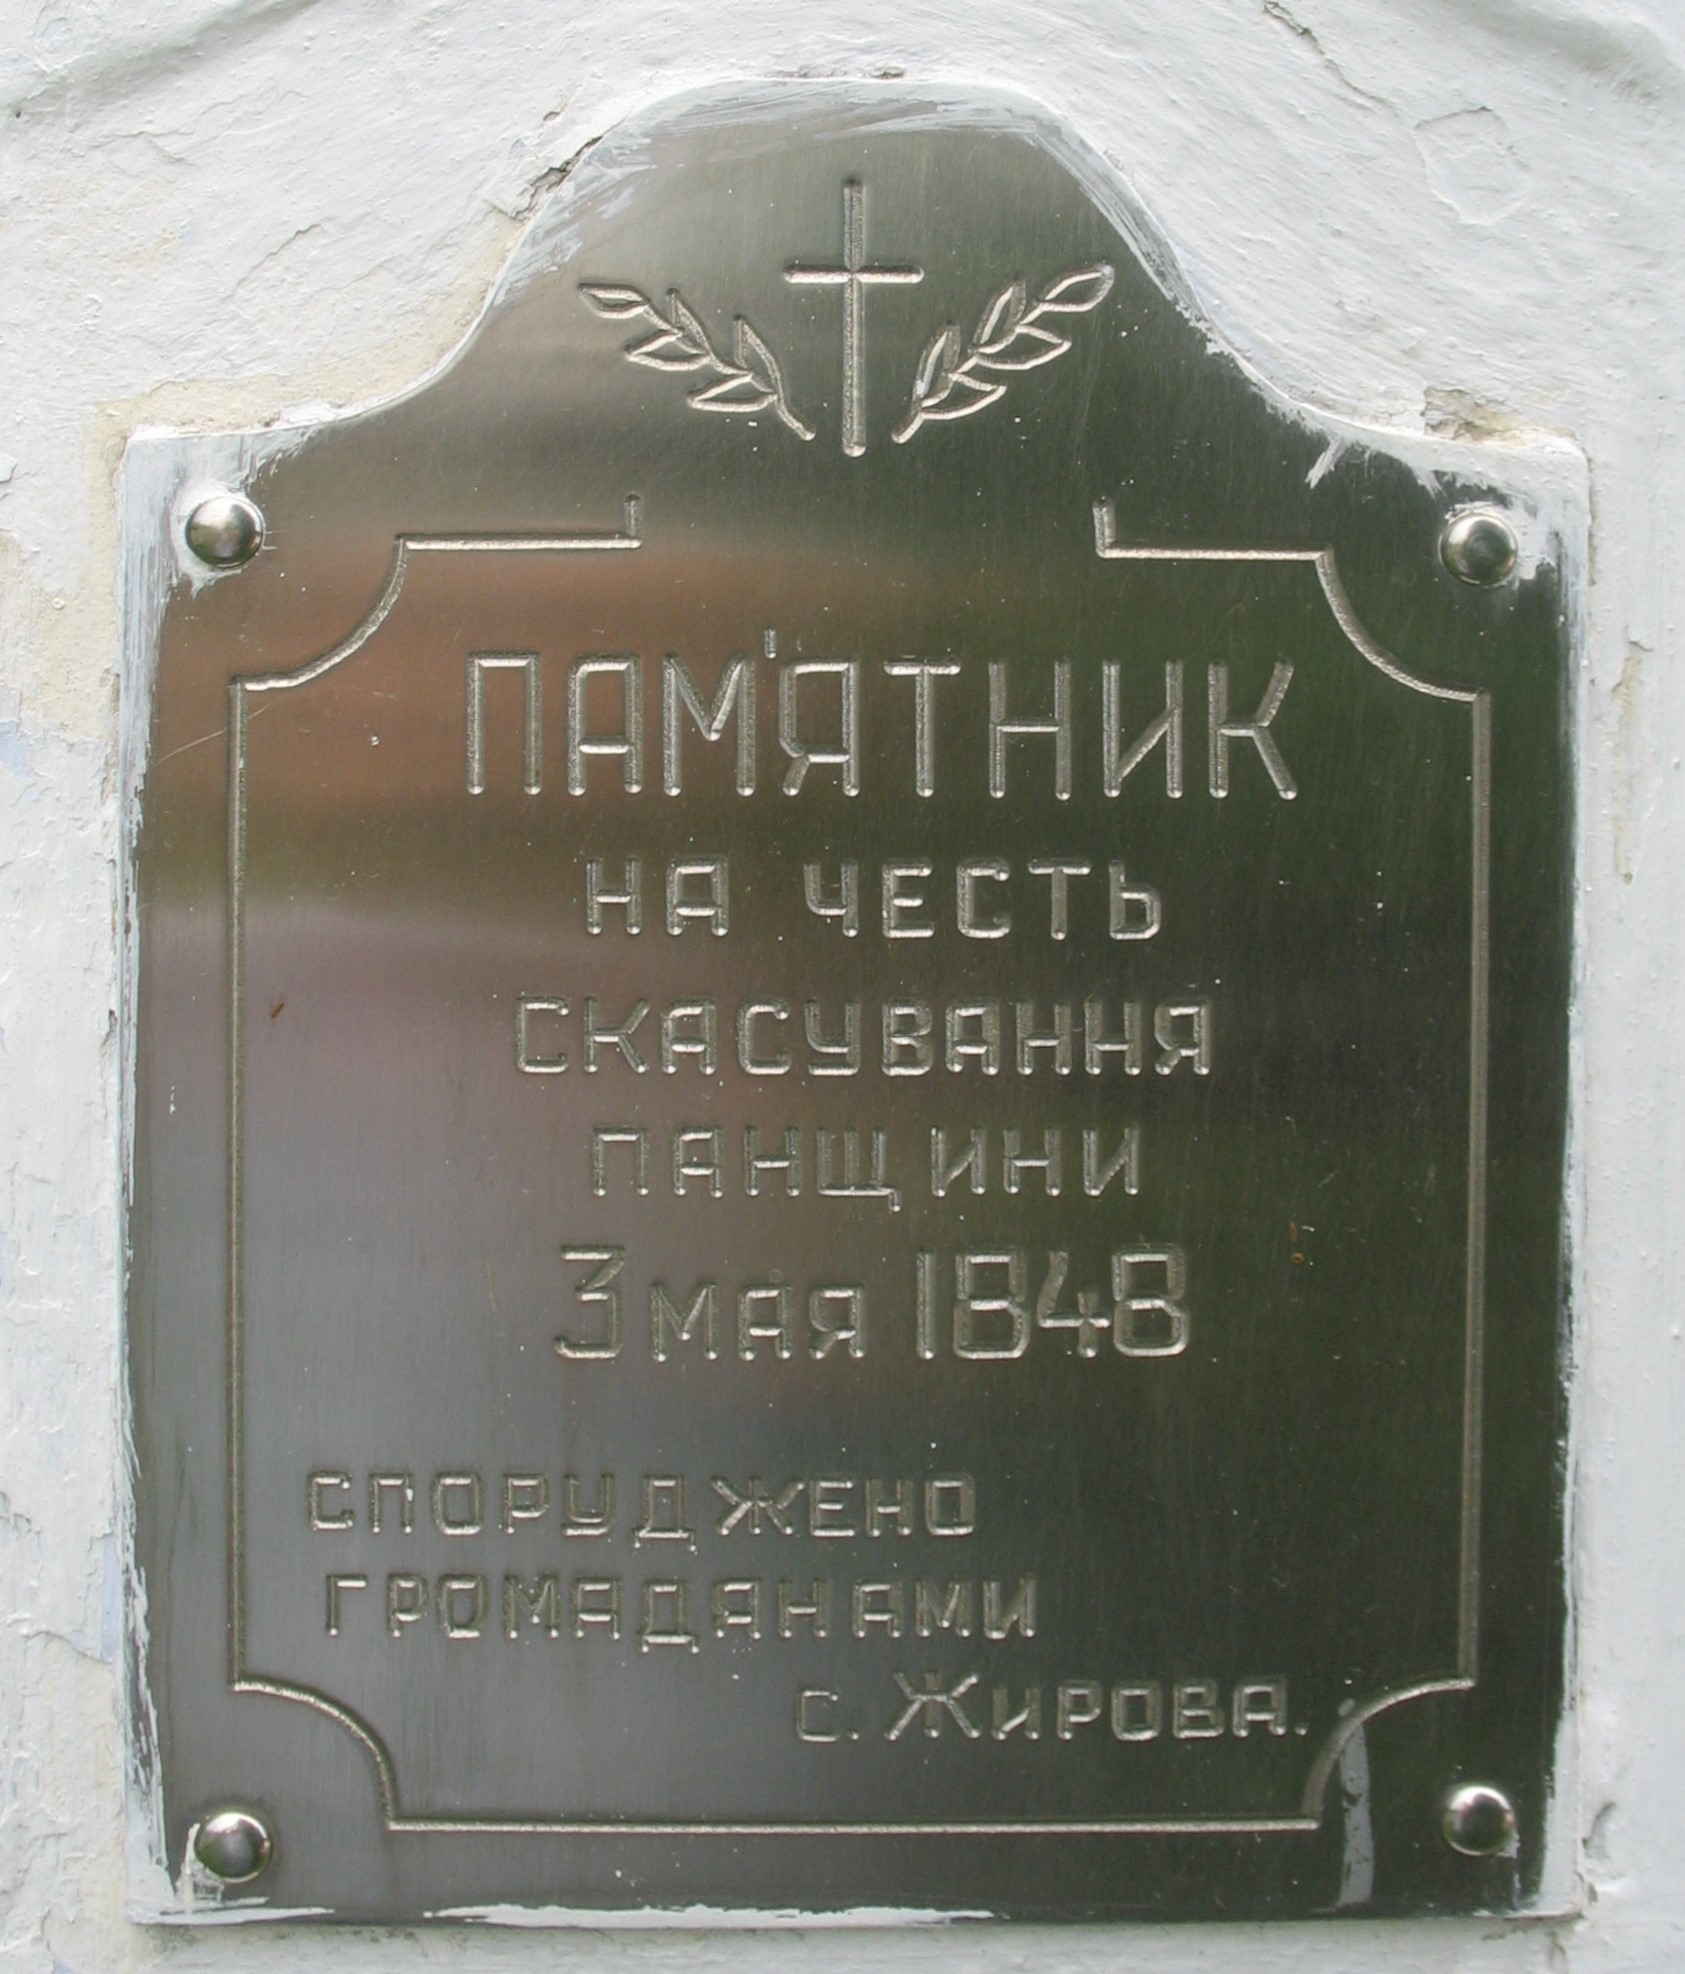 ПАМ'ЯТНИК
НА ЧЕСТЬ
СКАСУВАННЯ
ПАНЩИНИ
3 МАЯ 1848
СПОРУДЖЕНО
ГРОМАДЯНАМИ
С. ЖИРОВА.